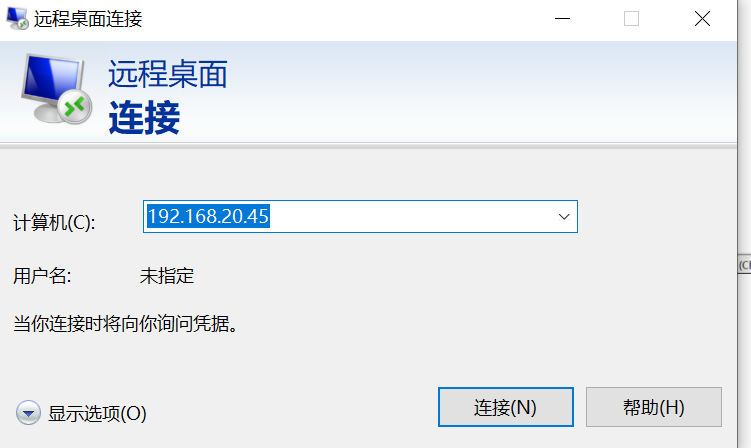 远程桌面连接
远程桌面
连接
计算机(C):
192.168.20.45
用户名:
未指定
当你连接时将向你询问凭据。
显示选项(O)
连接(N)
帮助(H)